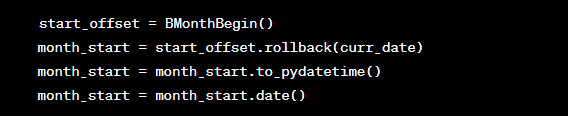 start_offset = BMonthBegin()
month_start = start_offset.rollback(curr_date)
month_start = month_start.to_pydatetime()
month_start = month_start.date()